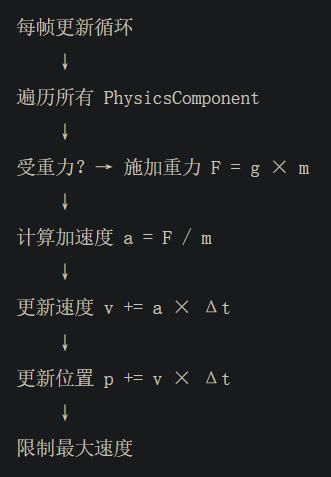 每帧更新循环
↓
遍历所有 PhysicsComponent
↓
受重力？→ 施加重力 F = g × m
↓
计算加速度 a = F / m
↓
更新速度 v += a × Δt
↓
更新位置 p += v × Δt
↓
限制最大速度